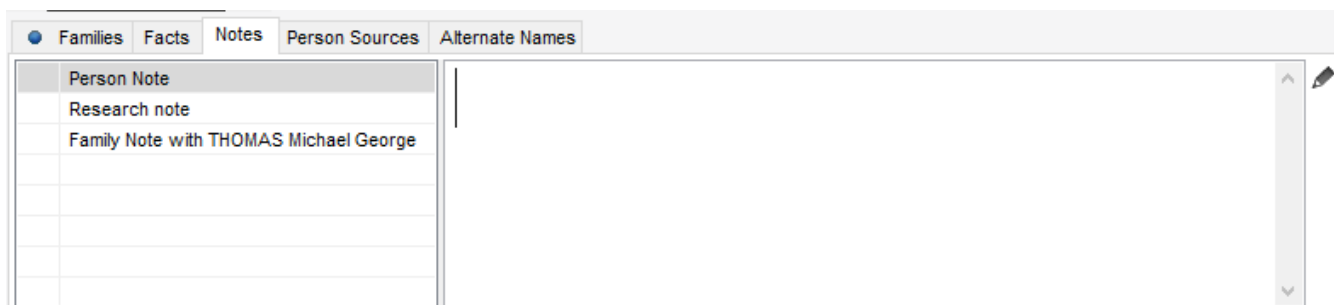 Families Facts Notes Person Sources Alternate Names
Person Note
Research note
Family Note with THOMAS Michael George